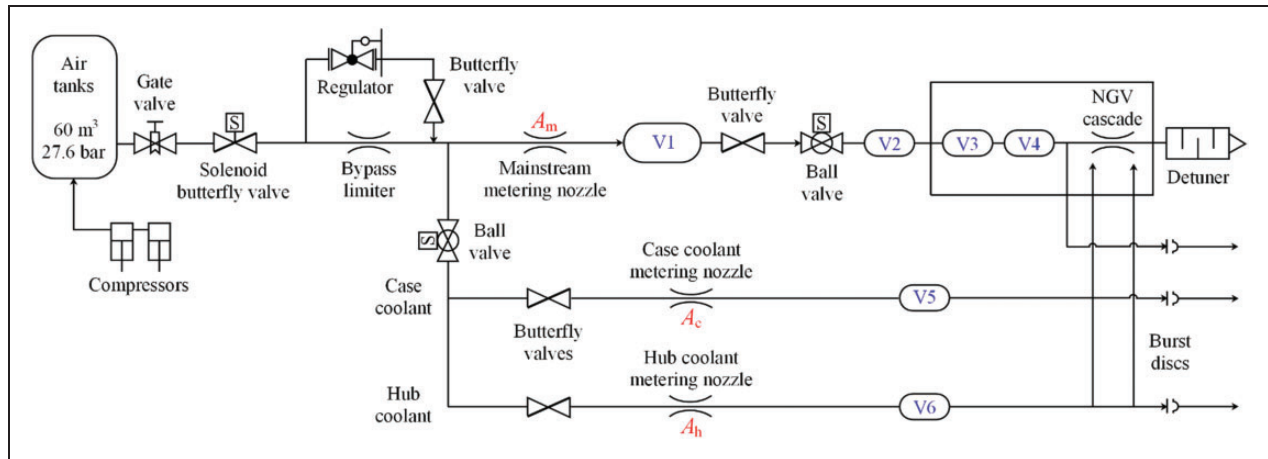 Air
tanks
60 m³
27.6 bar
Gate
valve
S
Solenoid
butterfly valve
Compressors
Regulator
Bypass
limiter
Butterfly
valve
Aₘ
Mainstream
metering nozzle
V1
Butterfly
valve
S
Ball
valve
V2
V3
V4
NGV
cascade
Detuner
S
Ball
valve
Case
coolant
Butterfly
valves
Case coolant
metering nozzle
A_c
V5
Hub
coolant
Hub coolant
metering nozzle
Aₕ
V6
Burst
discs